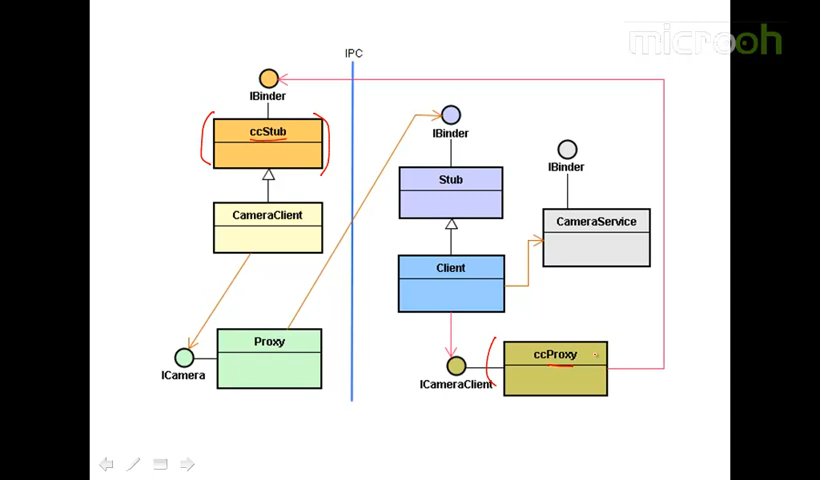 microoh
IPC
IBinder
ccStub
IBinder
Stub
IBinder
CameraClient
CameraService
Client
Proxy
ICamera
ccProxy
ICameraClient